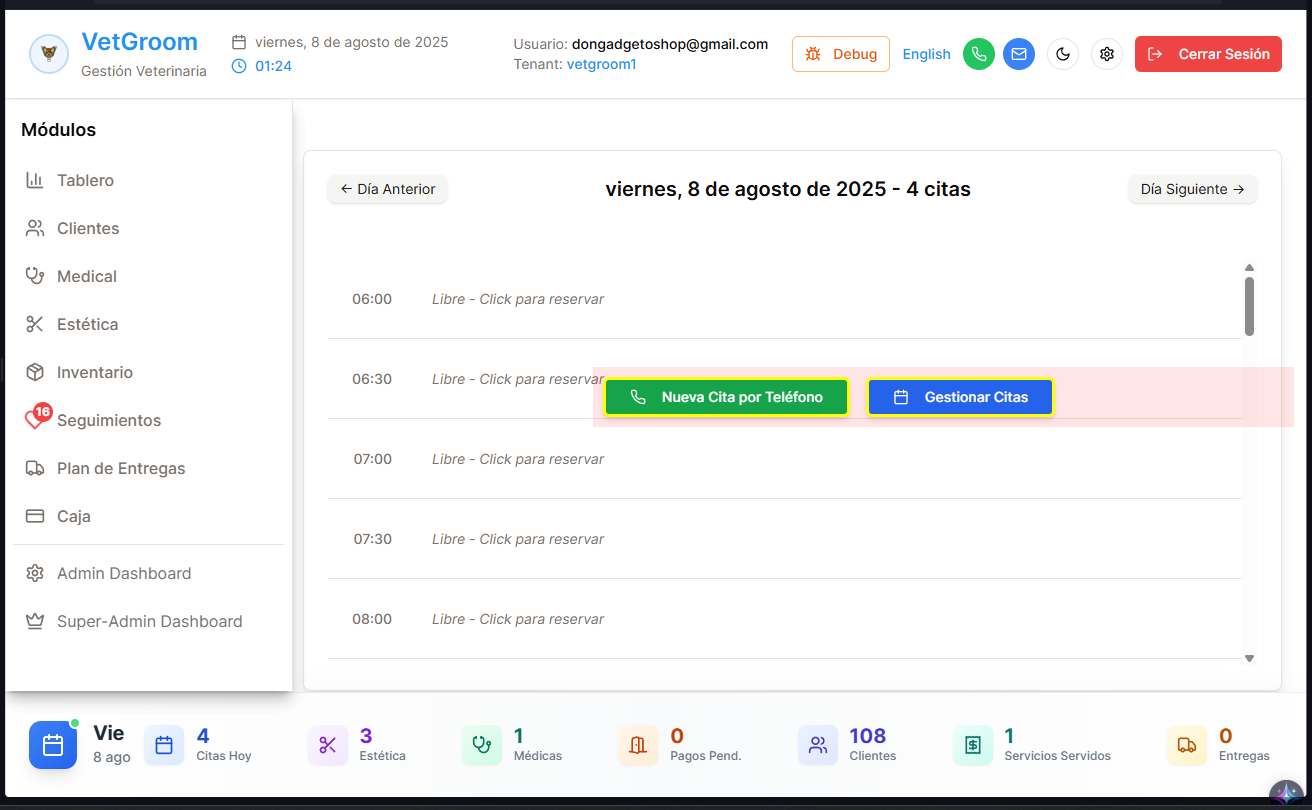 VetGroom
Gestión Veterinaria
viernes, 8 de agosto de 2025
01:24
Usuario: dongadgetoshop@gmail.com
Tenant: vetgroom1
Debug
English
Cerrar Sesión
Módulos
Tablero
Clientes
Medical
Estética
Inventario
16
Seguimientos
Plan de Entregas
Caja
Admin Dashboard
Super-Admin Dashboard
← Día Anterior
viernes, 8 de agosto de 2025 - 4 citas
Día Siguiente →
06:00 Libre - Click para reservar
06:30 Libre - Click para reservar
Nueva Cita por Teléfono
Gestionar Citas
07:00 Libre - Click para reservar
07:30 Libre - Click para reservar
08:00 Libre - Click para reservar
Vie
8 ago
4
Citas Hoy
3
Estética
1
Médicas
0
Pagos Pend.
108
Clientes
1
Servicios Servidos
0
Entregas